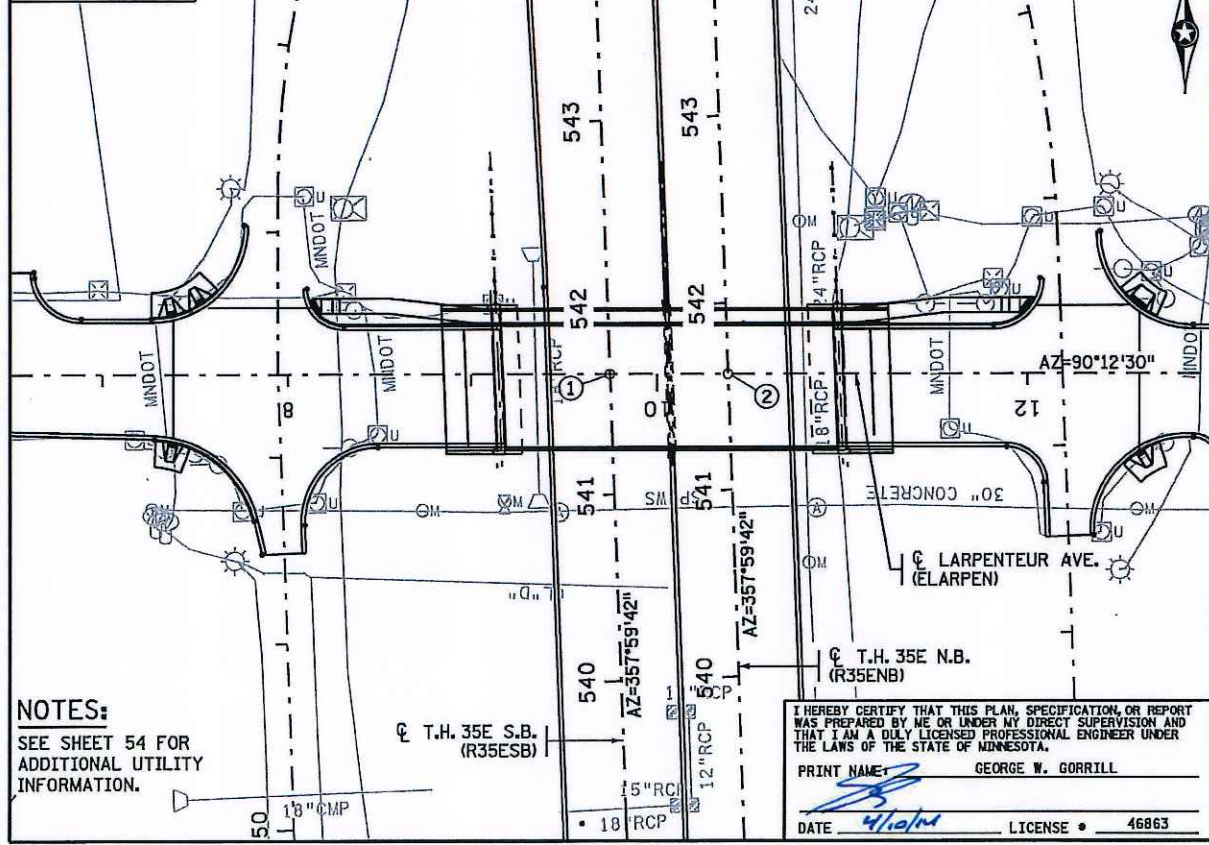 24
543
543
U
U
U
MNDOT
24"RCP
542
542
U
RCP
MNDOT
MNDOT
MNDOT
AZ=90°12'30"
1
2
8
10
12
18"RCP
U
U
541
541
SP WS
30" CONCRETE
M
M
M
A
U
U
℄ LARPENTEUR AVE.
(ELARPEN)
"L"D"
AZ=357°59'42"
AZ=357°59'42"
540
540
℄ T.H. 35E N.B.
(R35ENB)
NOTES:
SEE SHEET 54 FOR
ADDITIONAL UTILITY
INFORMATION.
℄ T.H. 35E S.B.
(R35ESB)
12"RCP
15"RCP
18"CMP
18"RCP
50
I HEREBY CERTIFY THAT THIS PLAN, SPECIFICATION, OR REPORT
WAS PREPARED BY ME OR UNDER MY DIRECT SUPERVISION AND
THAT I AM A DULY LICENSED PROFESSIONAL ENGINEER UNDER
THE LAWS OF THE STATE OF MINNESOTA.
PRINT NAME: GEORGE W. GORRILL
DATE 4/10/14 LICENSE # 46863